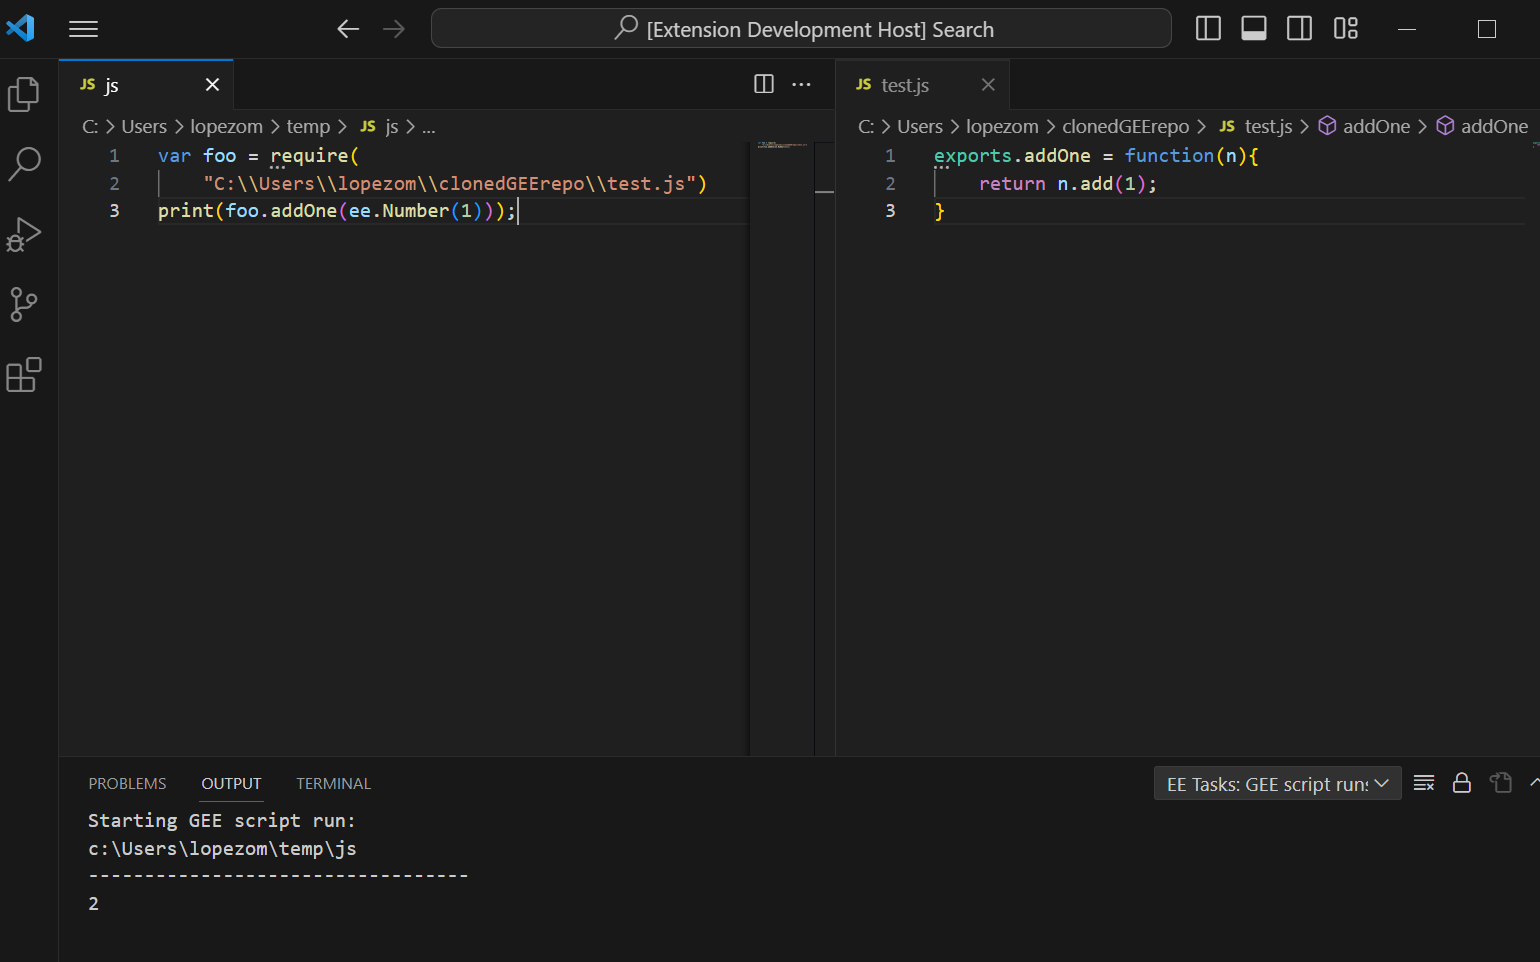 [Extension Development Host] Search
JS js
JS test.js
C: > Users > lopezom > temp > JS js > ...
C: > Users > lopezom > clonedGEErepo > JS test.js > addOne > addOne
1 var foo = require(
2 "C:\\Users\\lopezom\\clonedGEErepo\\test.js")
3 print(foo.addOne(ee.Number(1)));
1 exports.addOne = function(n){
2 return n.add(1);
3 }
PROBLEMS OUTPUT TERMINAL
EE Tasks: GEE script run
Starting GEE script run:
c:\Users\lopezom\temp\js
----------------------------------
2